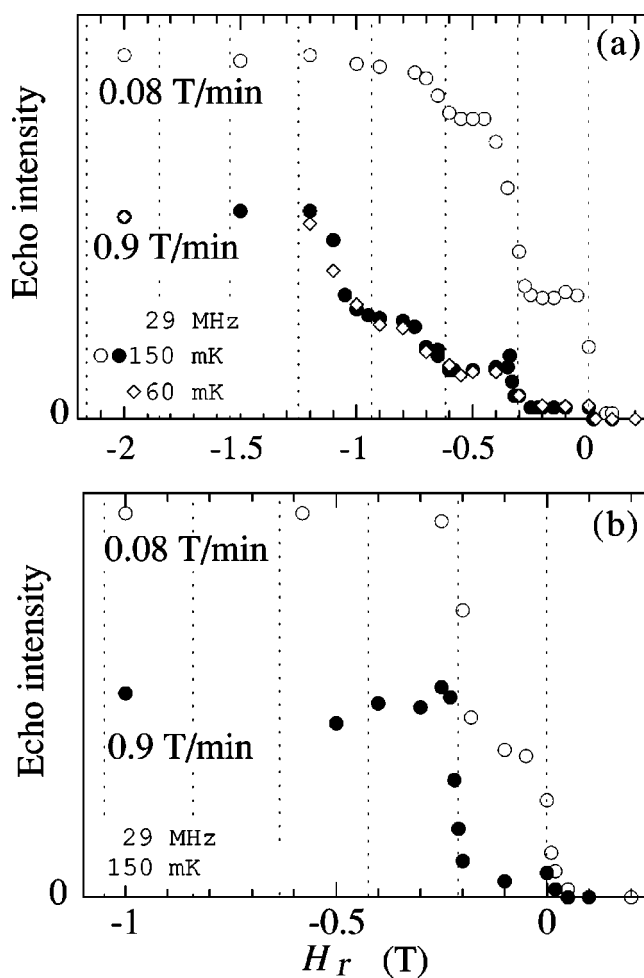 (a)
0.08 T/min
Echo intensity
0.9 T/min
29 MHz
150 mK
60 mK
0
-2 -1.5 -1 -0.5 0
(b)
0.08 T/min
Echo intensity
0.9 T/min
29 MHz
150 mK
0
-1 -0.5 0
H_r (T)